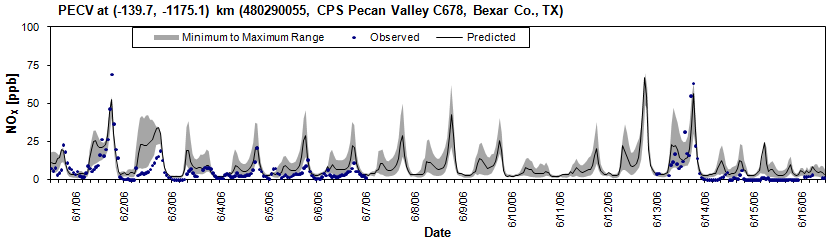 PECV at (-139.7, -1175.1) km (480290055, CPS Pecan Valley C678, Bexar Co., TX)
Minimum to Maximum Range Observed Predicted
NOX [ppb]
100
75
50
25
0
6/1/06 6/2/06 6/3/06 6/4/06 6/5/06 6/6/06 6/7/06 6/8/06 6/9/06 6/10/06 6/11/06 6/12/06 6/13/06 6/14/06 6/15/06 6/16/06
Date